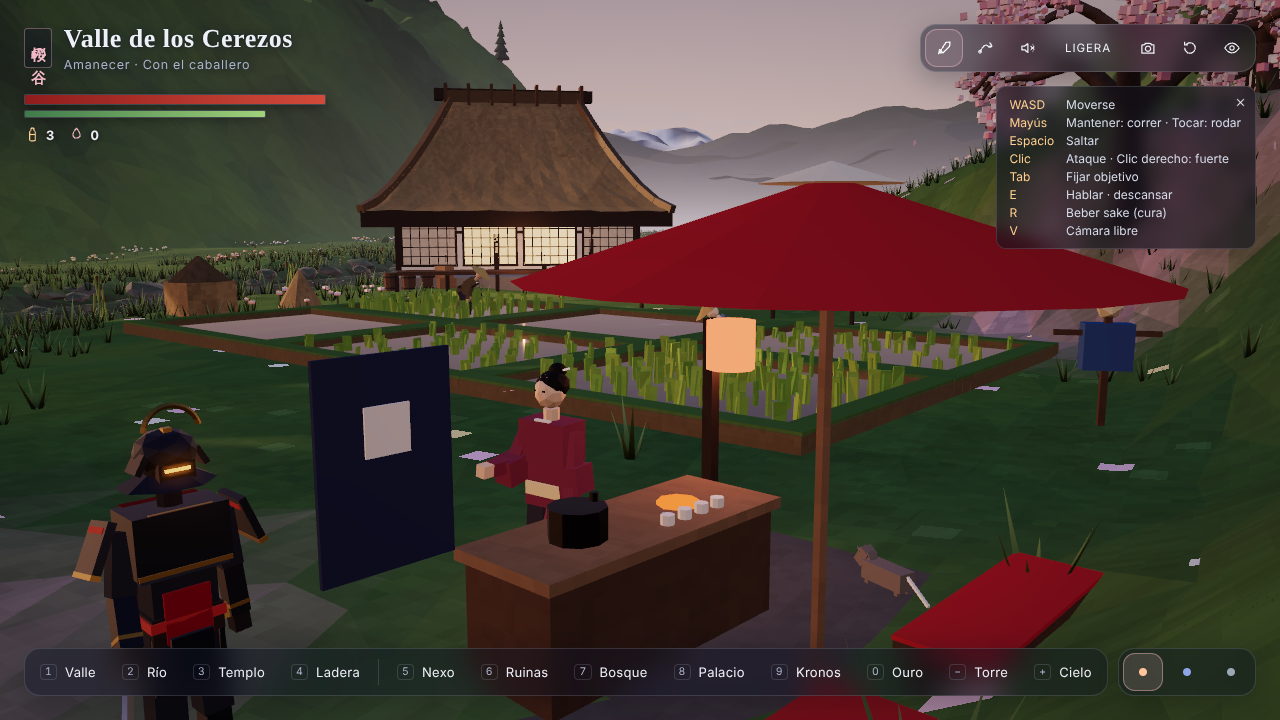 桜谷
Valle de los Cerezos
Amanecer · Con el caballero
3 0
LIGERA
WASD Moverse
Mayús Mantener: correr · Tocar: rodar
Espacio Saltar
Clic Ataque · Clic derecho: fuerte
Tab Fijar objetivo
E Hablar · descansar
R Beber sake (cura)
V Cámara libre
1 Valle 2 Río 3 Templo 4 Ladera 5 Nexo 6 Ruinas 7 Bosque 8 Palacio 9 Kronos 0 Ouro − Torre + Cielo